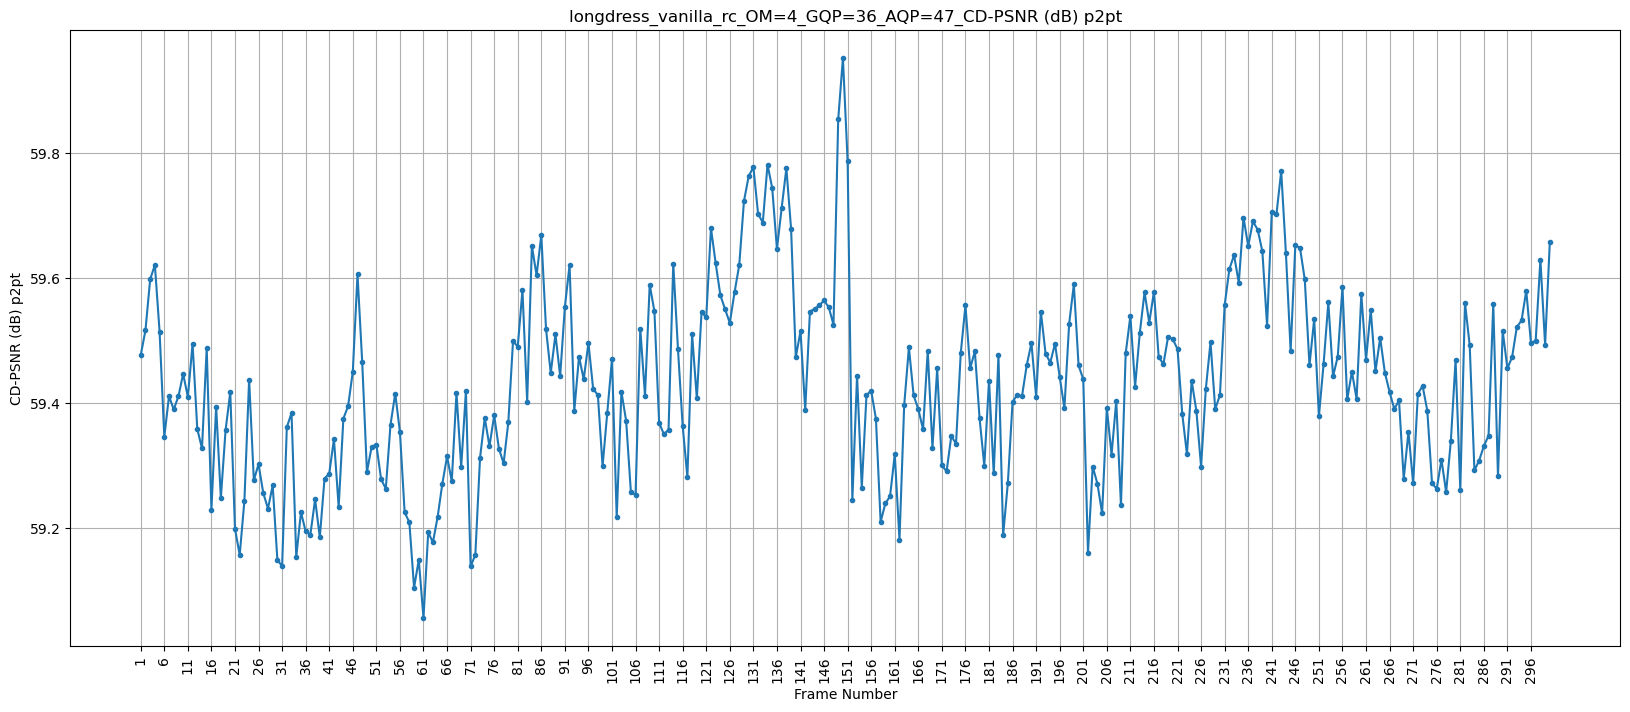 longdress_vanilla_rc_OM=4_GQP=36_AQP=47_CD-PSNR (dB) p2pt
CD-PSNR (dB) p2pt
59.8
59.6
59.4
59.2
1 6 11 16 21 26 31 36 41 46 51 56 61 66 71 76 81 86 91 96 101 106 111 116 121 126 131 136 141 146 151 156 161 166 171 176 181 186 191 196 201 206 211 216 221 226 231 236 241 246 251 256 261 266 271 276 281 286 291 296
Frame Number